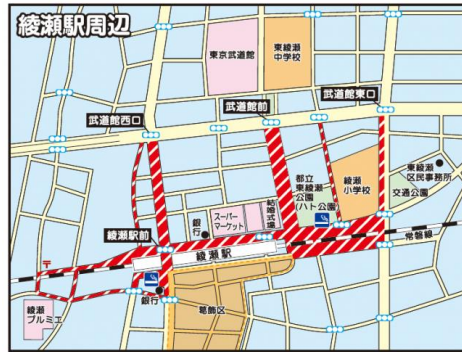 綾瀬駅周辺
東京武道館
東綾瀬
中学校
武道館西口
武道館前
武道館東口
都立
東綾瀬
公園
(ハト公園)
綾瀬
小学校
東綾瀬
区民事務所
交通公園
結婚式場
スーパー
マーケット
銀行
綾瀬駅前
綾瀬駅
常磐線
〒
銀行
綾瀬
プルミエ
葛飾区